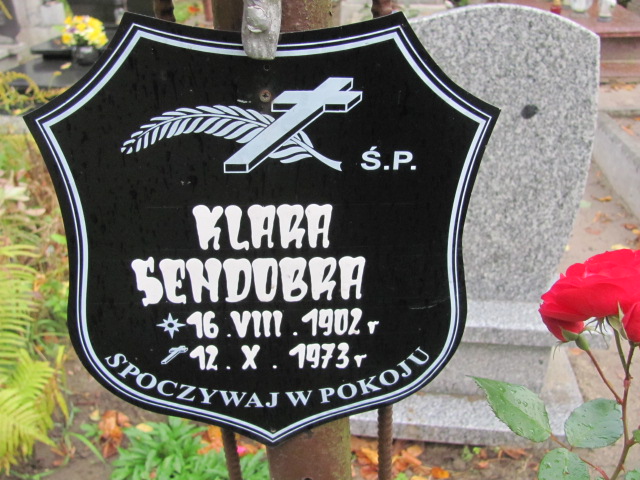 Ś.P.
KLARA
SENDOBRA
16.VIII.1902 r
12.X.1973 r
SPOCZYWAJ W POKOJU